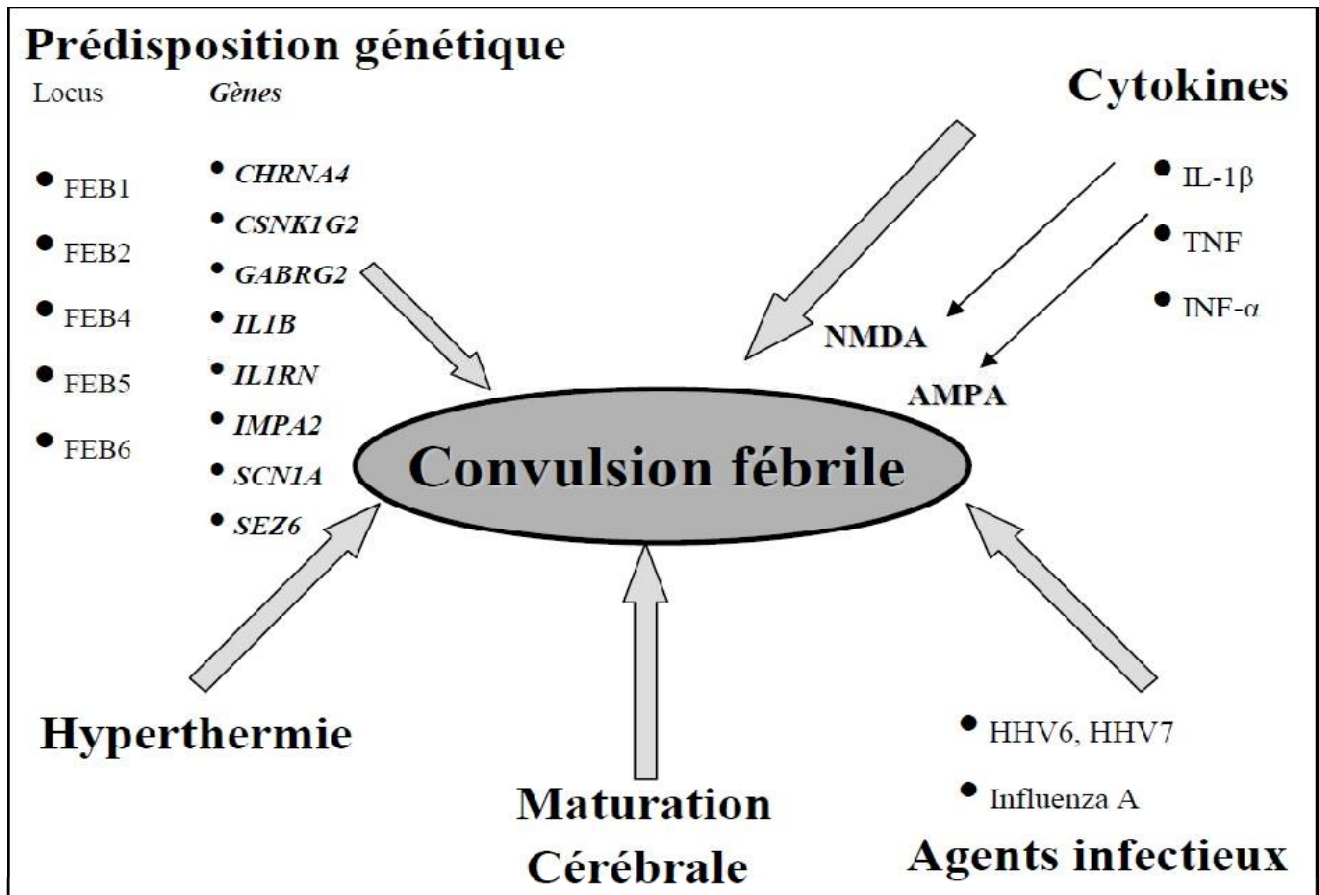 Prédisposition génétique
Locus Gènes
• FEB1
• FEB2
• FEB4
• FEB5
• FEB6
• CHRNA4
• CSNK1G2
• GABRG2
• IL1B
• IL1RN
• IMPA2
• SCN1A
• SEZ6
Cytokines
• IL-1β
• TNF
• INF-α
NMDA
AMPA
Convulsion fébrile
Hyperthermie
Maturation
Cérébrale
• HHV6, HHV7
• Influenza A
Agents infectieux